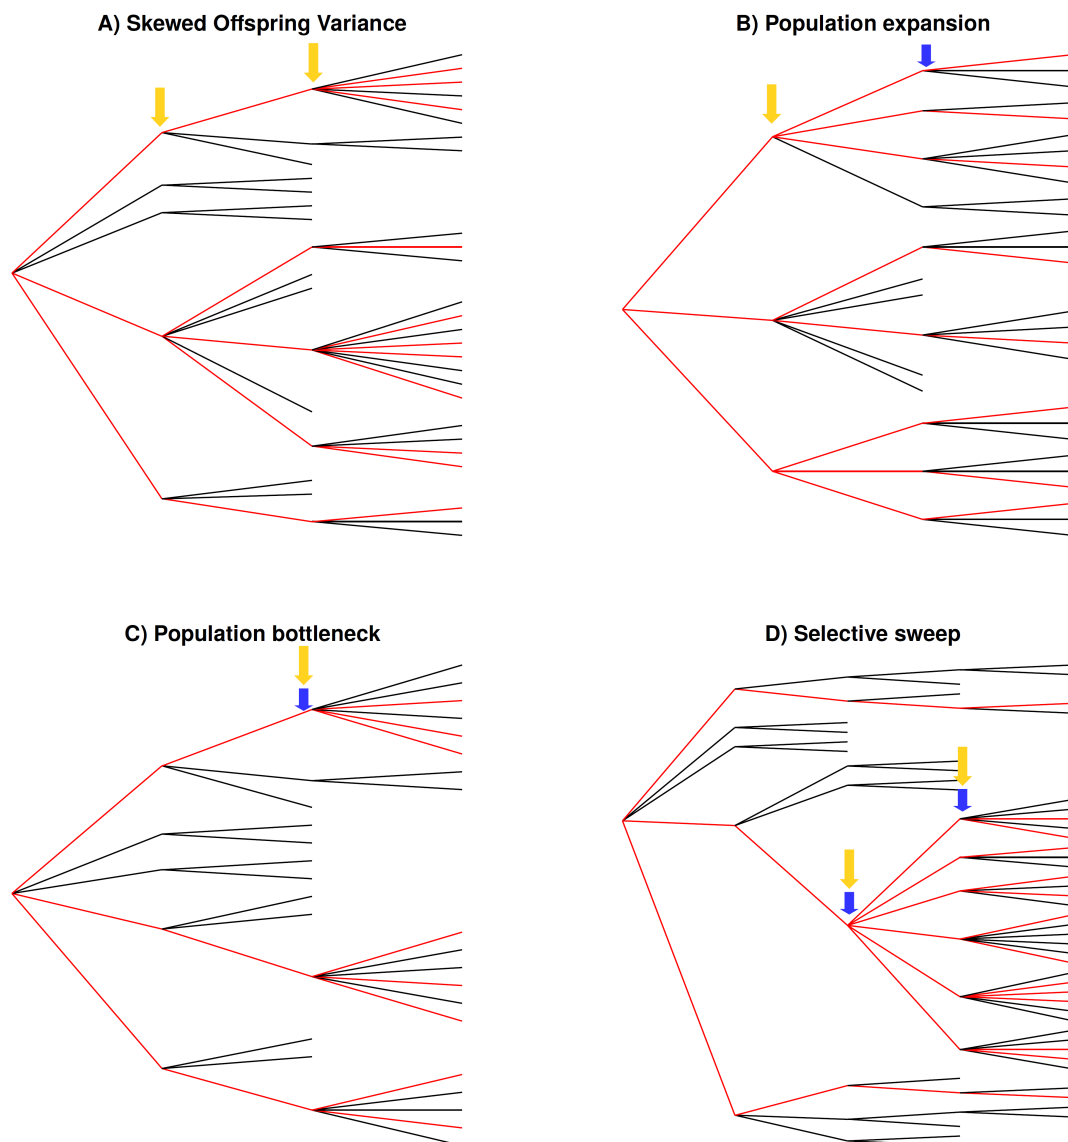 A) Skewed Offspring Variance
B) Population expansion
C) Population bottleneck
D) Selective sweep